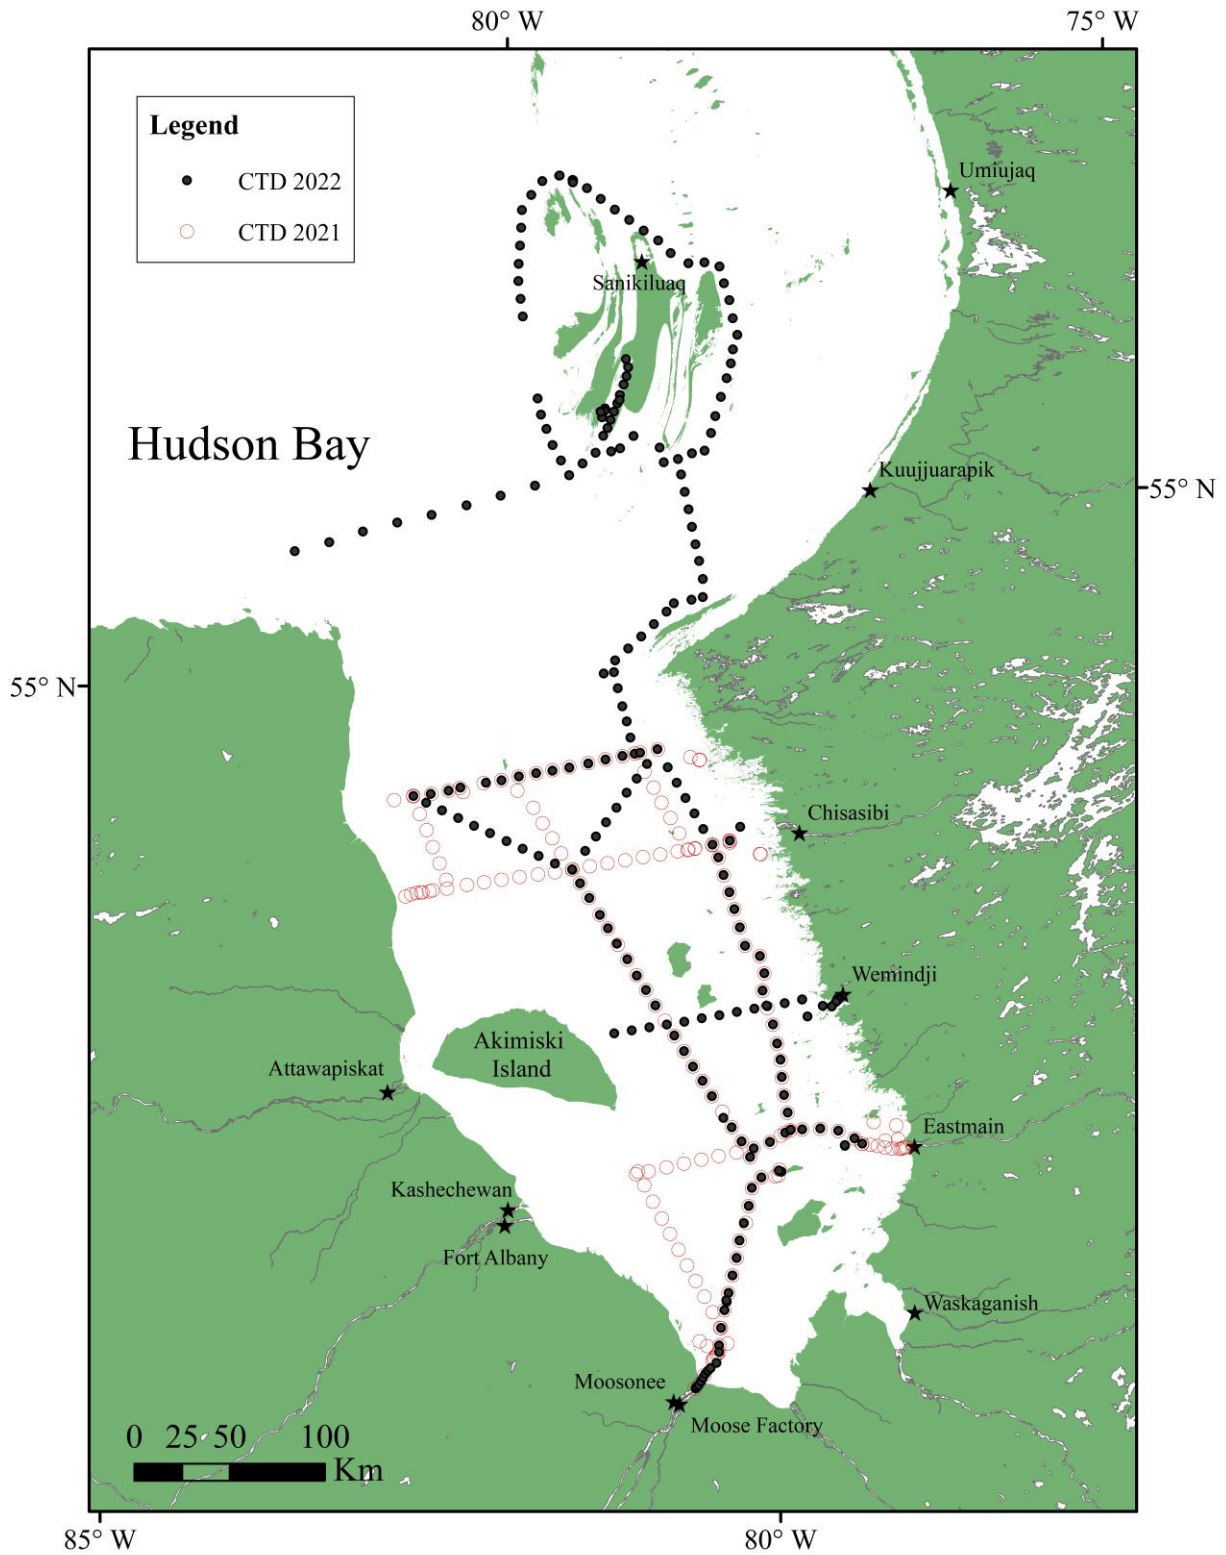 80° W
75° W
Legend
CTD 2022
CTD 2021
Umiujaq
Sanikiluaq
Hudson Bay
Kuujjuarapik
55° N
55° N
Chisasibi
Wemindji
Akimiski
Island
Attawapiskat
Eastmain
Kashechewan
Fort Albany
Waskaganish
Moosonee
Moose Factory
0 25 50 100
Km
85° W
80° W